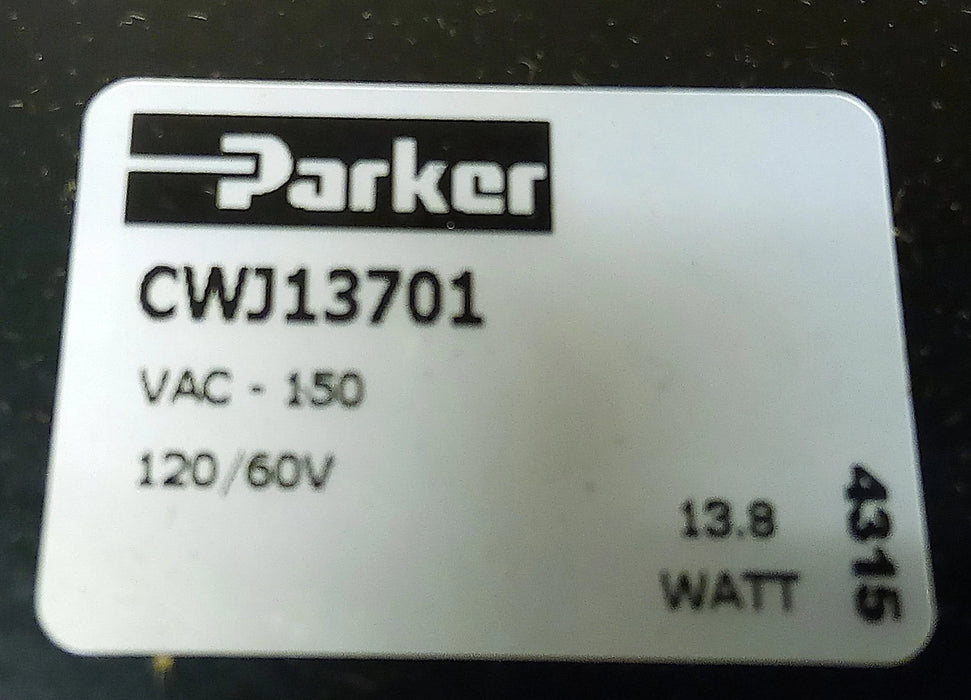 Parker
CWJ13701
VAC - 150
120/60V
13.8
WATT
4315